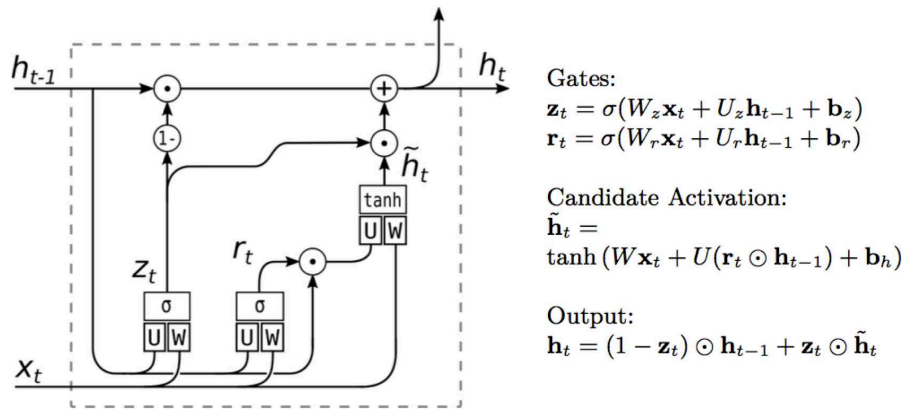 h_{t-1}
h_t
1-
h̃_t
tanh
U W
r_t
z_t
σ
σ
U W
U W
x_t
Gates:
z_t = σ(W_z x_t + U_z h_{t−1} + b_z)
r_t = σ(W_r x_t + U_r h_{t−1} + b_r)
Candidate Activation:
h̃_t =
tanh (W x_t + U(r_t ⊙ h_{t−1}) + b_h)
Output:
h_t = (1 − z_t) ⊙ h_{t−1} + z_t ⊙ h̃_t